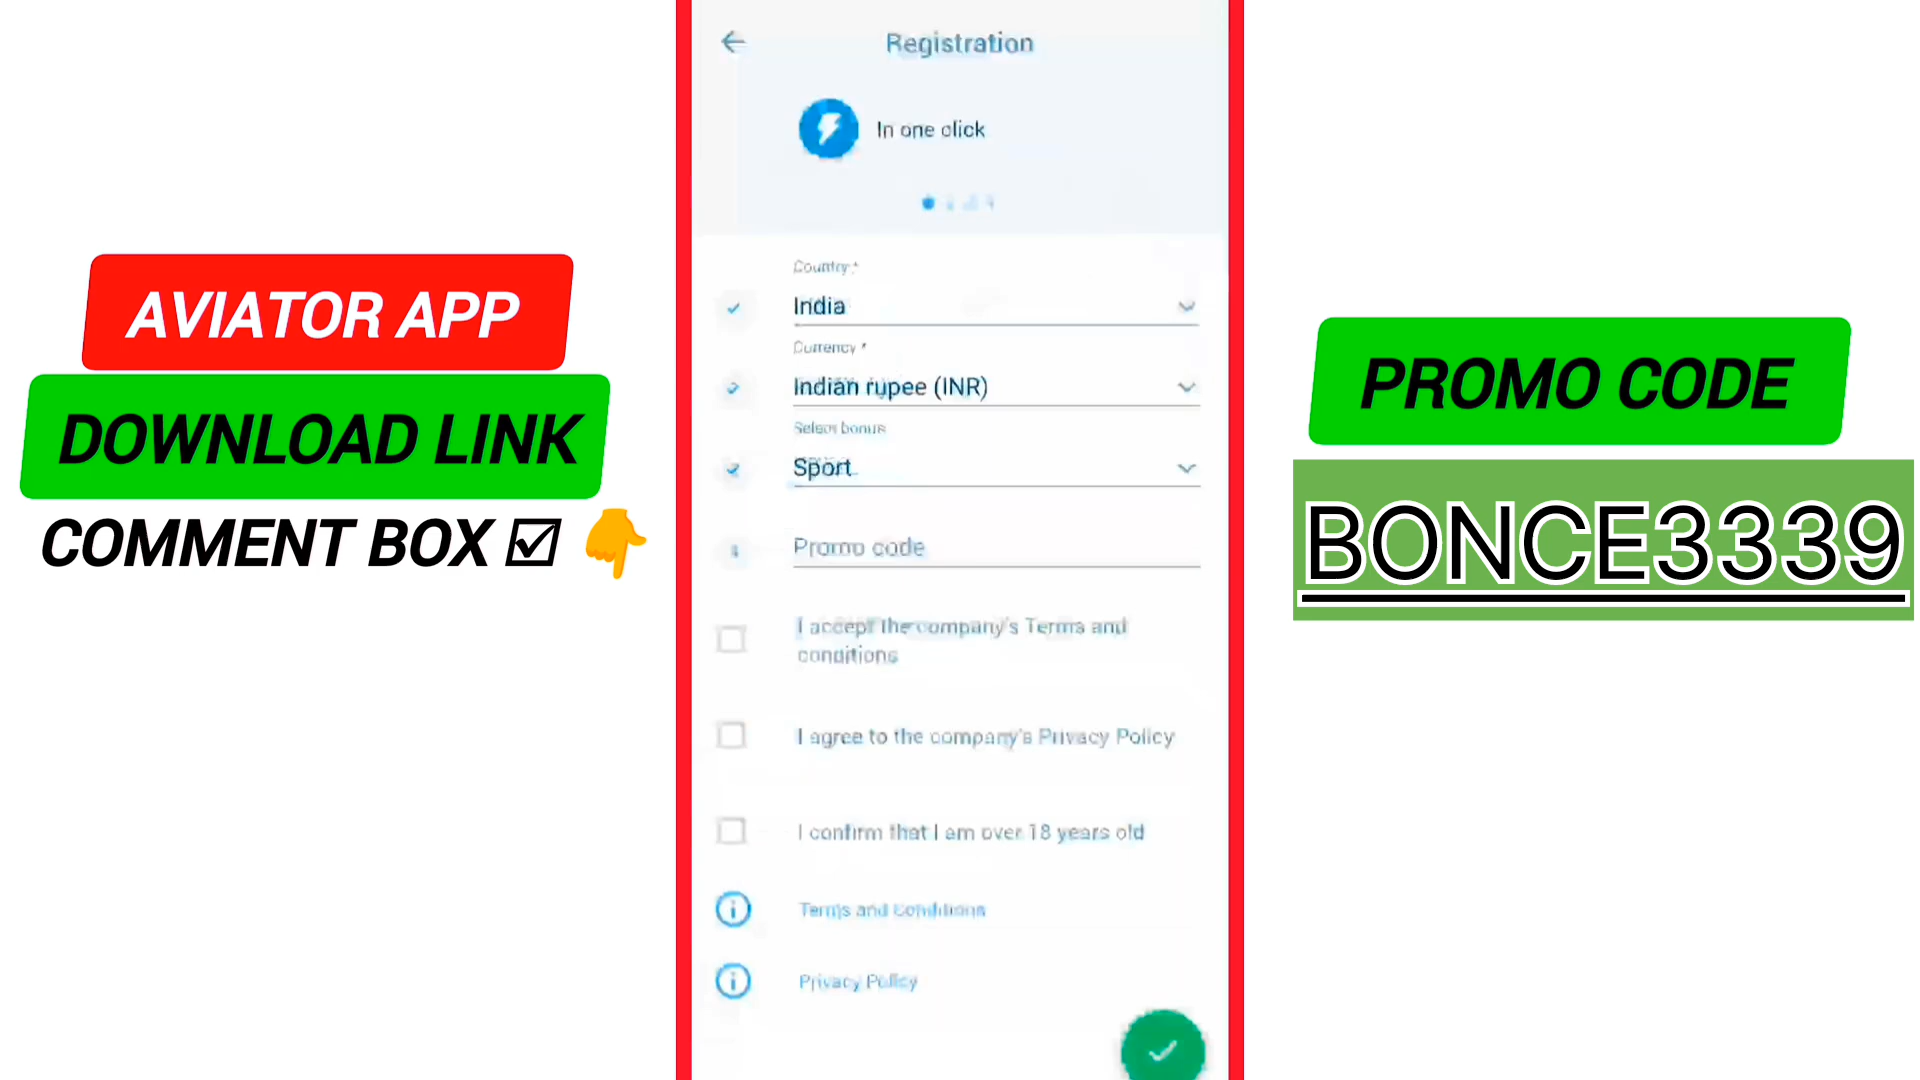 AVIATOR APP
DOWNLOAD LINK
COMMENT BOX ☑ 👇
Registration
In one click
Country *
India
Currency *
Indian rupee (INR)
Select bonus
Sport
Promo code
I accept the company's Terms and
conditions
I agree to the company's Privacy Policy
I confirm that I am over 18 years old
Terms and Conditions
Privacy Policy
PROMO CODE
BONCE3339